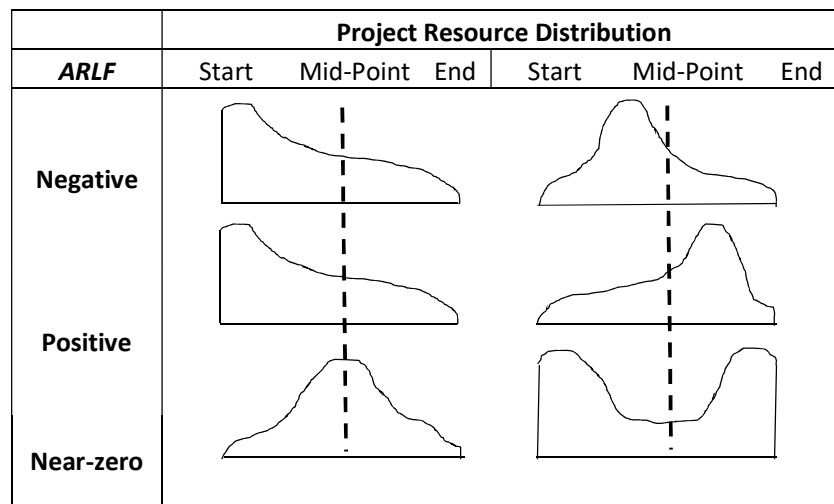 Project Resource Distribution
ARLF Start Mid-Point End Start Mid-Point End
Negative
Positive
Near-zero